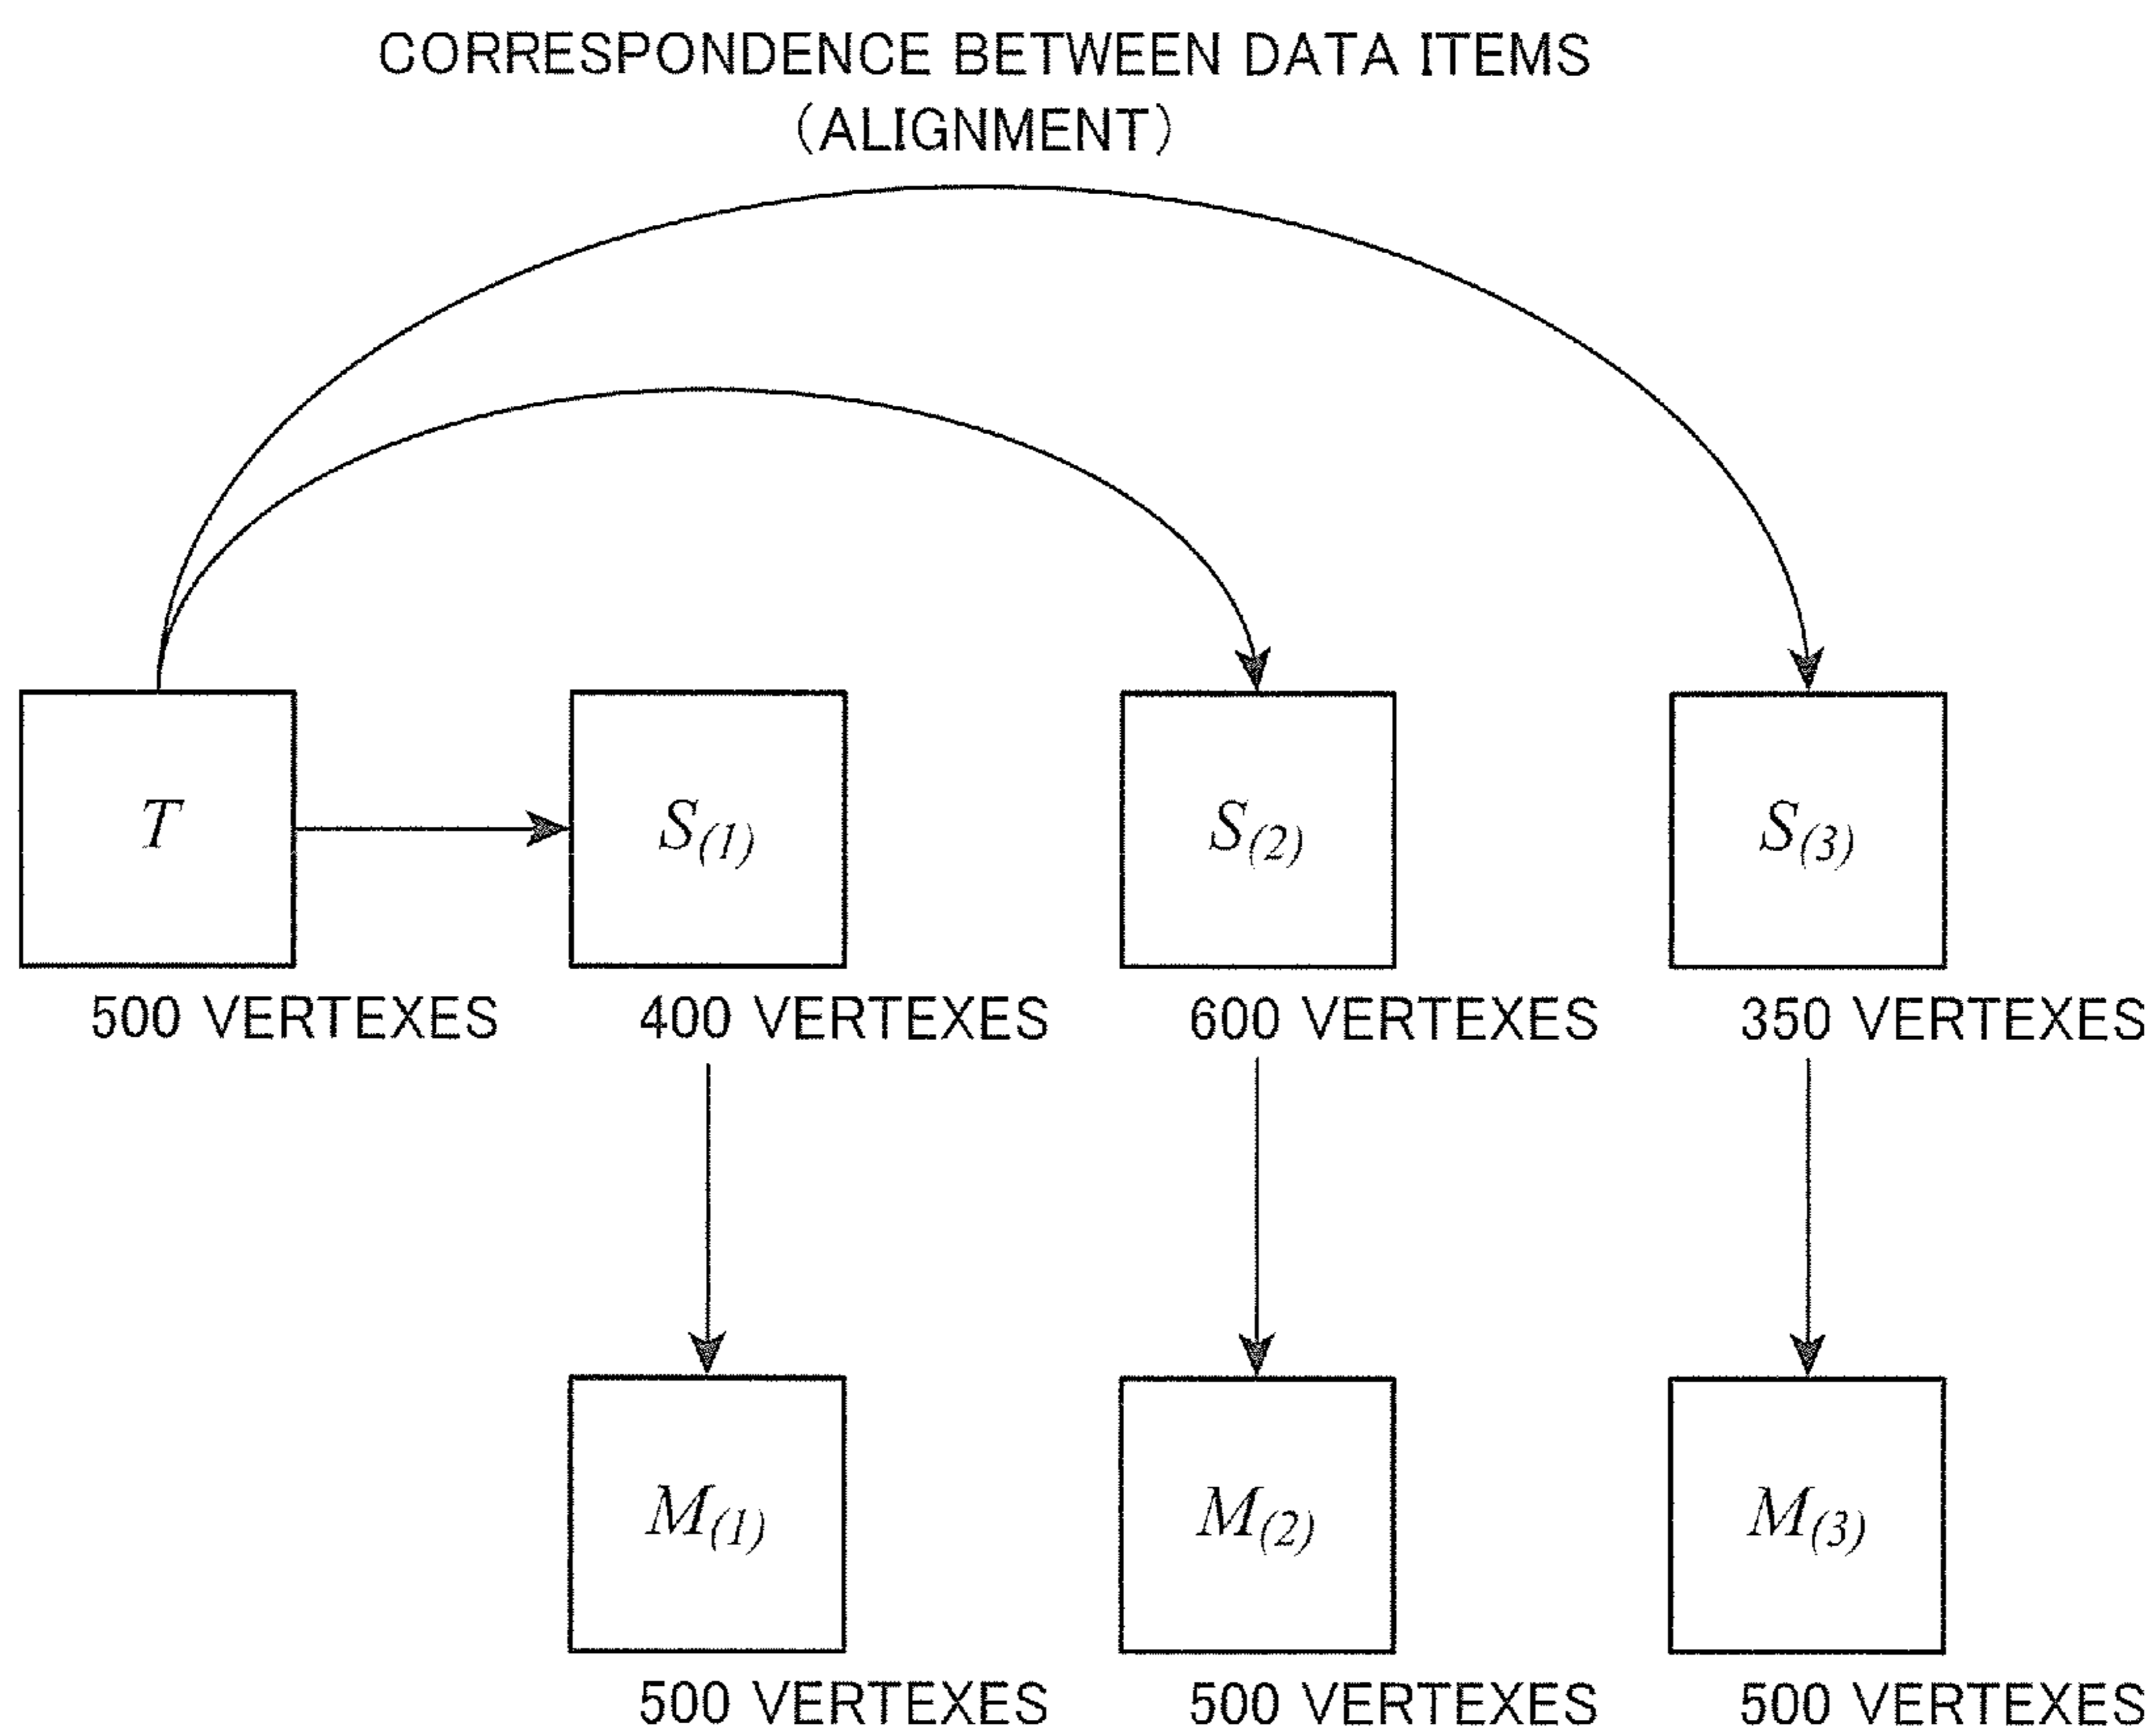 CORRESPONDENCE BETWEEN DATA ITEMS
(ALIGNMENT)
T
S(1)
S(2)
S(3)
500 VERTEXES
400 VERTEXES
600 VERTEXES
350 VERTEXES
M(1)
M(2)
M(3)
500 VERTEXES
500 VERTEXES
500 VERTEXES